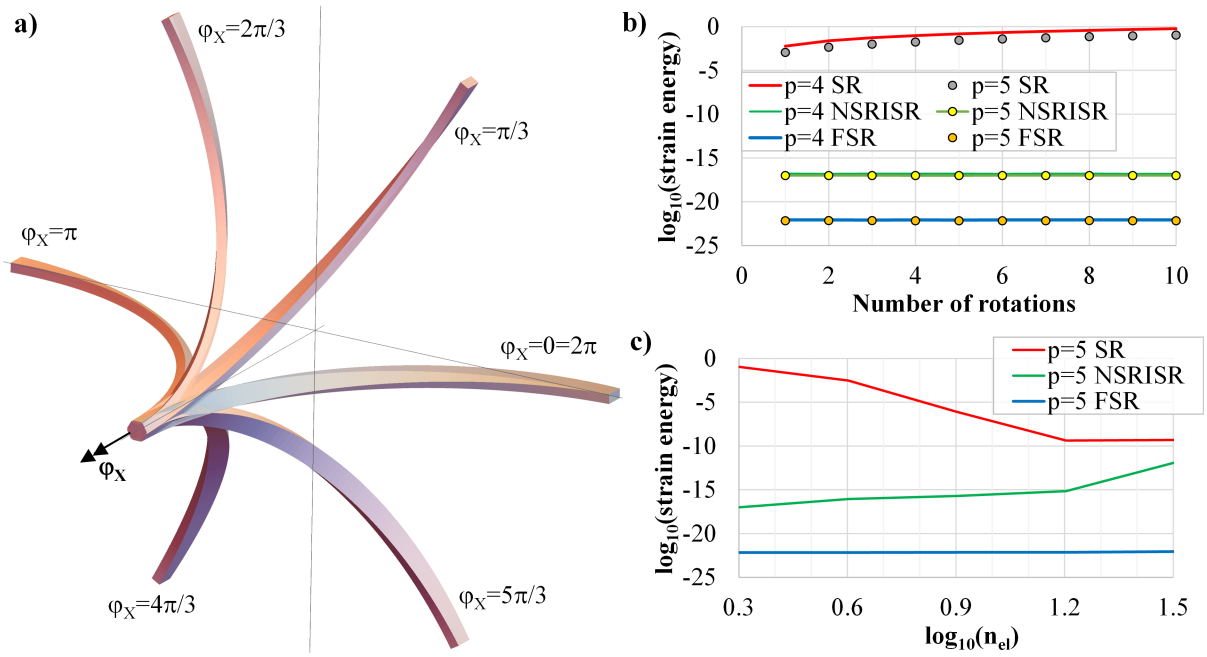 a)
φX=2π/3
φX=π/3
φX=π
φX=0=2π
φX
φX=4π/3
φX=5π/3
b)
log10(strain energy)
0
-5
-10
-15
-20
-25
p=4 SR
p=5 SR
p=4 NSRISR
p=5 NSRISR
p=4 FSR
p=5 FSR
0
2
4
6
8
10
Number of rotations
c)
log10(strain energy)
0
-5
-10
-15
-20
-25
p=5 SR
p=5 NSRISR
p=5 FSR
0.3
0.6
0.9
1.2
1.5
log10(nel)